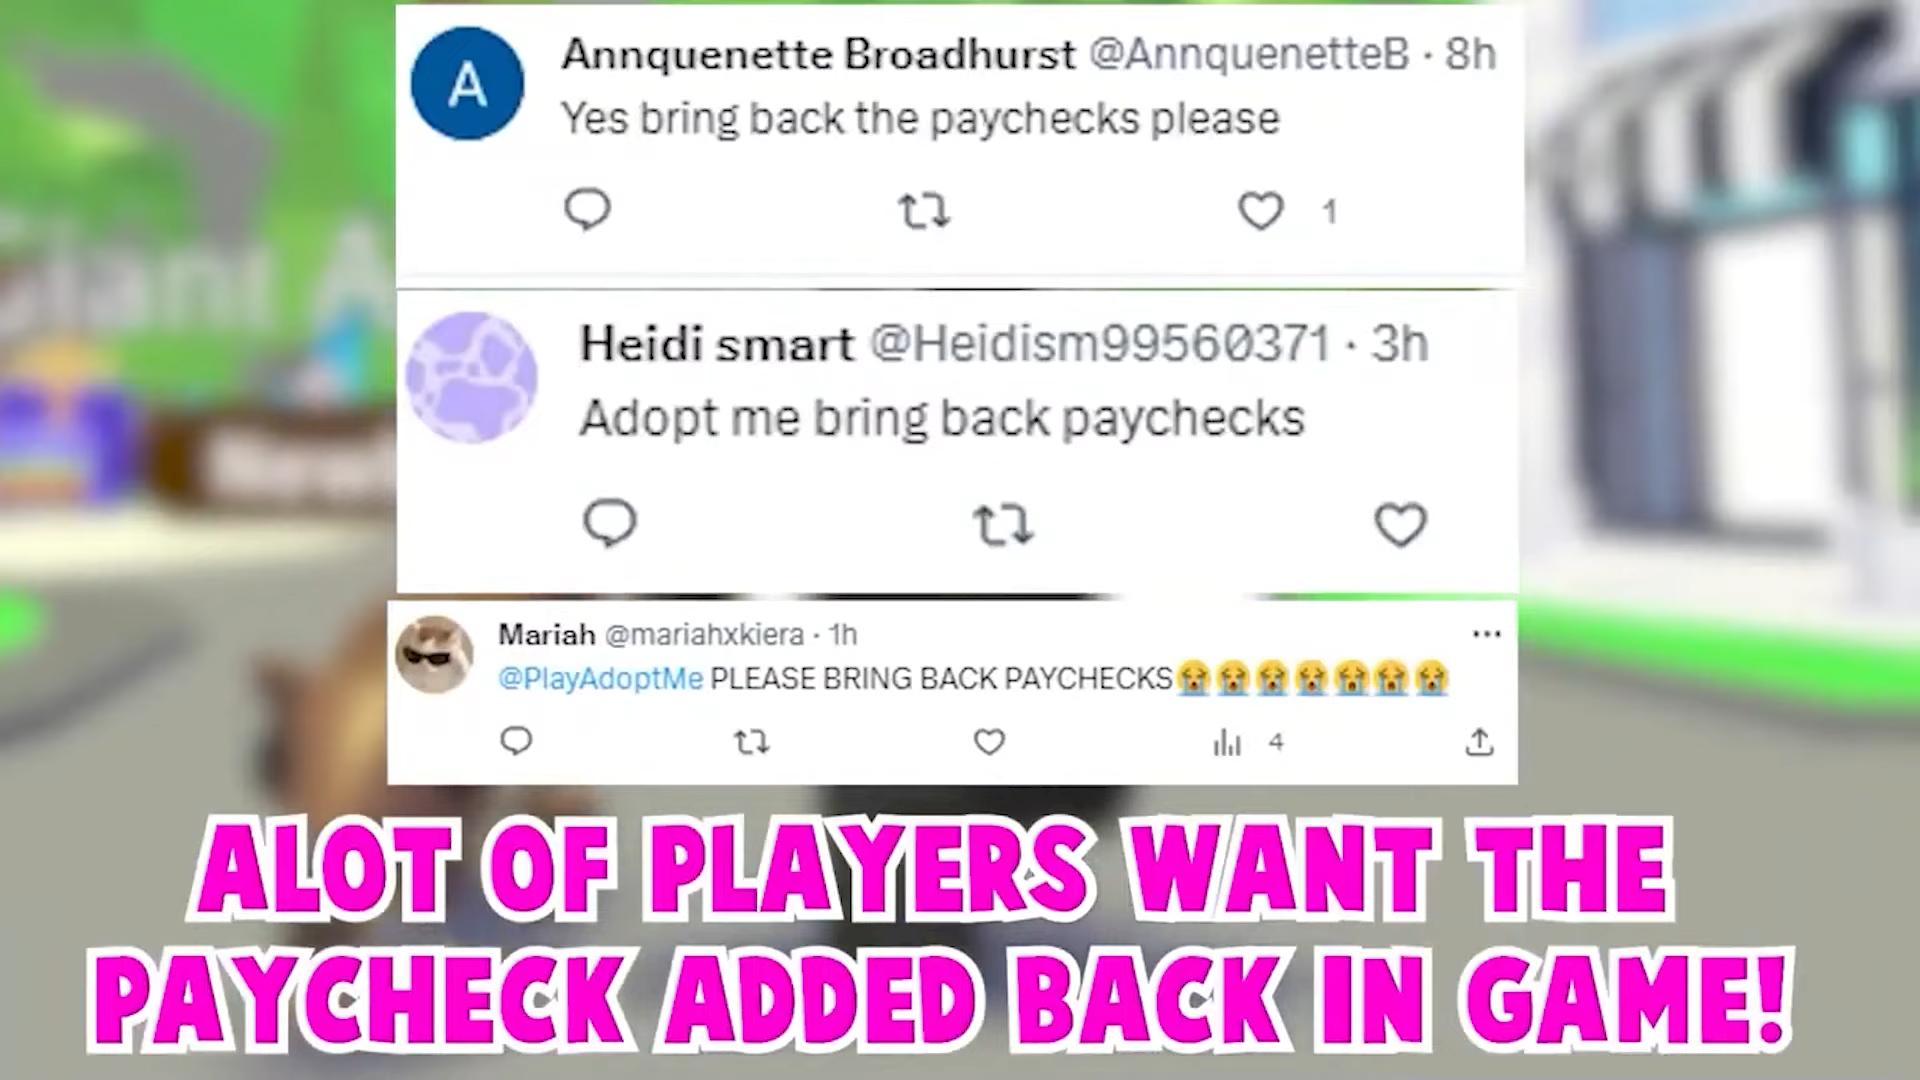 A
Annquenette Broadhurst @AnnquenetteB · 8h
Yes bring back the paychecks please
1
Heidi smart @Heidism99560371 · 3h
Adopt me bring back paychecks
Mariah @mariahxkiera · 1h
@PlayAdoptMe PLEASE BRING BACK PAYCHECKS😭😭😭😭😭😭😭
4
ALOT OF PLAYERS WANT THE
PAYCHECK ADDED BACK IN GAME!